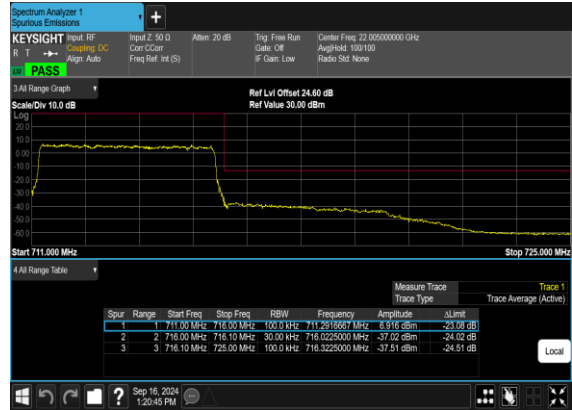 Spectrum Analyzer 1
Spurious Emissions
KEYSIGHT Input: RF Input Z: 50 Ω Atten: 20 dB Trig: Free Run Center Freq: 22.005000000 GHz
R T Coupling: DC Corr CCorr Gate: Off Avg|Hold: 100/100
Align: Auto Freq Ref: Int (S) IF Gain: Low Radio Std: None
PASS
3 All Range Graph
Ref Lvl Offset 24.60 dB
Scale/Div 10.0 dB Ref Value 30.00 dBm
Log
20.0
10.0
0.00
-10.0
-20.0
-30.0
-40.0
-50.0
-60.0
Start 711.000 MHz Stop 725.000 MHz
4 All Range Table
Measure Trace Trace 1
Trace Type Trace Average (Active)
Spur Range Start Freq Stop Freq RBW Frequency Amplitude ΔLimit
1 1 711.00 MHz 716.00 MHz 100.0 kHz 711.2916667 MHz 6.916 dBm -23.08 dB
2 2 716.00 MHz 716.10 MHz 30.00 kHz 716.0225000 MHz -37.02 dBm -24.02 dB
3 3 716.10 MHz 725.00 MHz 100.0 kHz 716.3225000 MHz -37.51 dBm -24.51 dB
Local
? Sep 16, 2024
1:20:45 PM